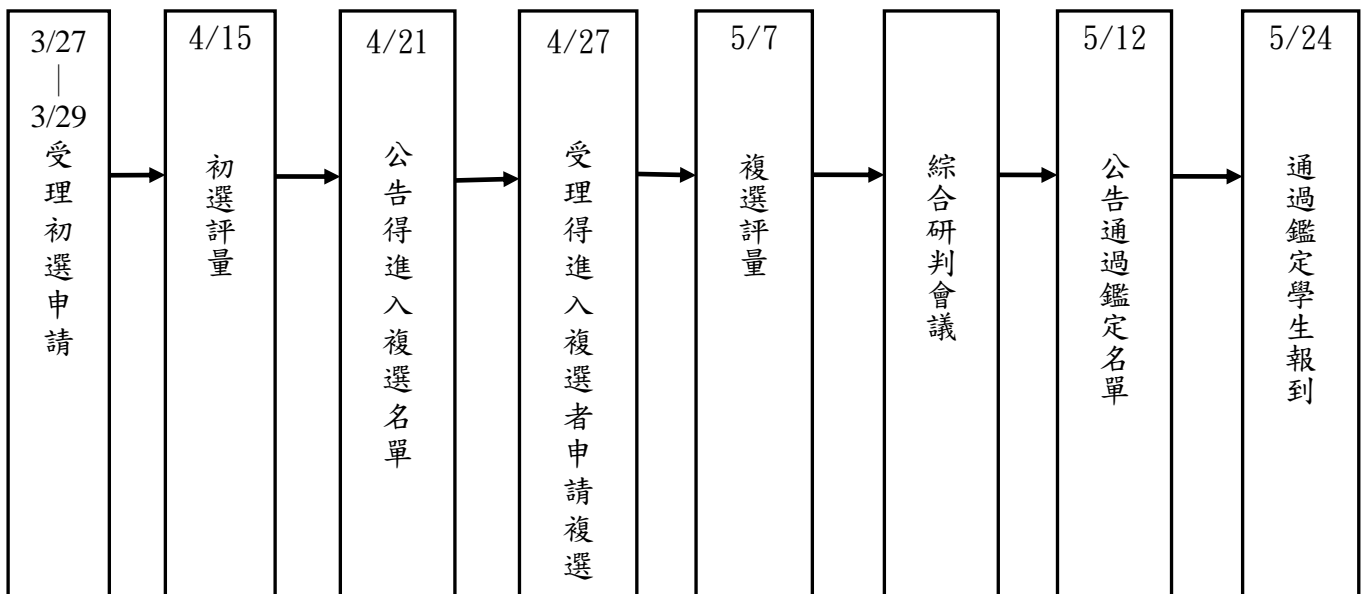 3/27
|
3/29
受理初選申請
4/15
初選評量
4/21
公告得進入複選名單
4/27
受理得進入複選者申請複選
5/7
複選評量
綜合研判會議
5/12
公告通過鑑定名單
5/24
通過鑑定學生報到